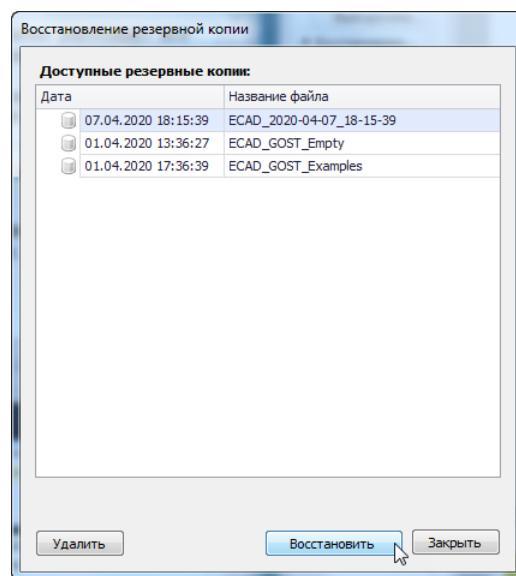 Восстановление резервной копии
Доступные резервные копии:
Дата Название файла
07.04.2020 18:15:39 ECAD_2020-04-07_18-15-39
01.04.2020 13:36:27 ECAD_GOST_Empty
01.04.2020 17:36:39 ECAD_GOST_Examples
Удалить Восстановить Закрыть